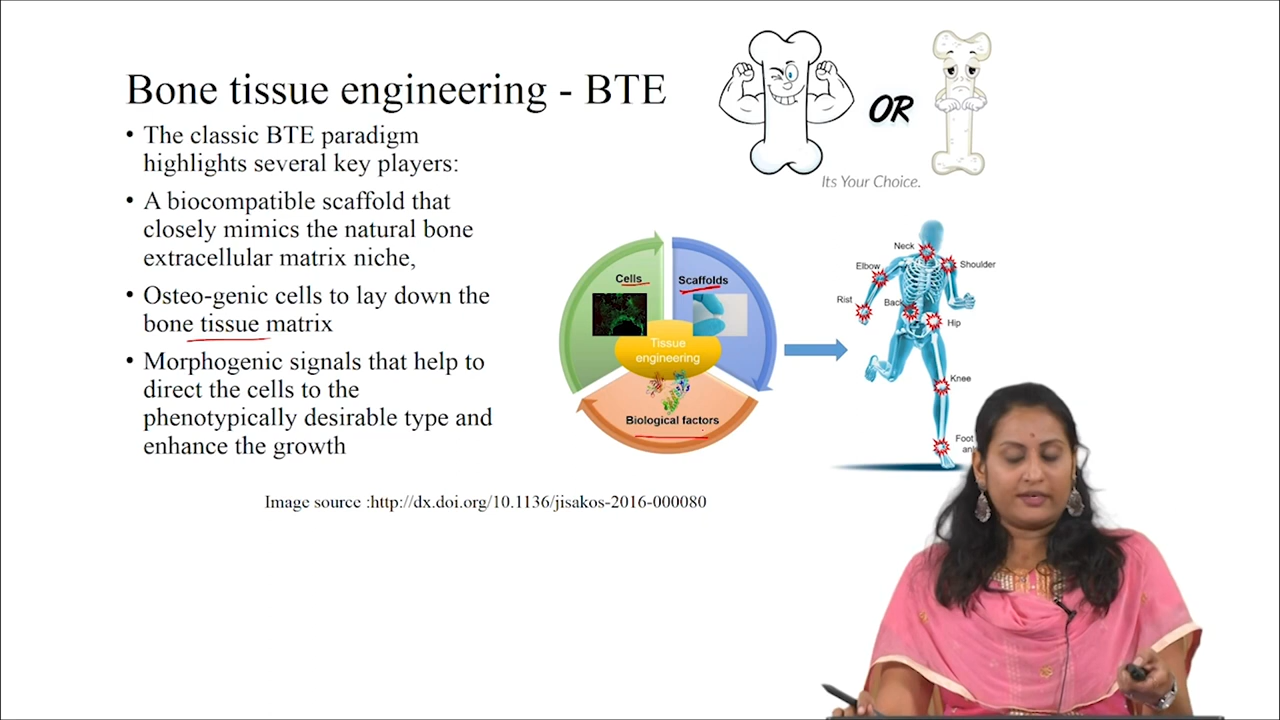 Bone tissue engineering - BTE
• The classic BTE paradigm
highlights several key players:
• A biocompatible scaffold that
closely mimics the natural bone
extracellular matrix niche,
• Osteo-genic cells to lay down the
bone tissue matrix
• Morphogenic signals that help to
direct the cells to the
phenotypically desirable type and
enhance the growth
OR
Its Your Choice.
Cells
Scaffolds
Tissue
engineering
Biological factors
Neck
Shoulder
Elbow
Rist
Back
Hip
Knee
Foot
Image source :http://dx.doi.org/10.1136/jisakos-2016-000080